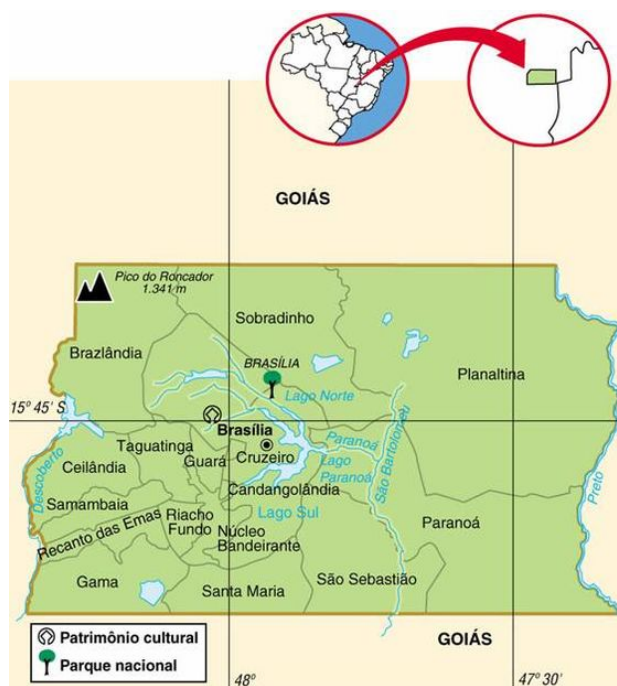 GOIÁS
Pico do Roncador
1.341 m
Sobradinho
Brazlândia
BRASÍLIA
Planaltina
Lago Norte
15º 45' S
Brasília
Taguatinga
Guará
Cruzeiro
Paranoá
Lago
Paranoá
São Bartolomeu
Ceilândia
Descoberto
Candangolândia
Preto
Samambaia
Lago Sul
Riacho
Fundo
Recanto das Emas
Núcleo
Bandeirante
Paranoá
Gama
Santa Maria
São Sebastião
Patrimônio cultural
Parque nacional
GOIÁS
48º
47º 30'